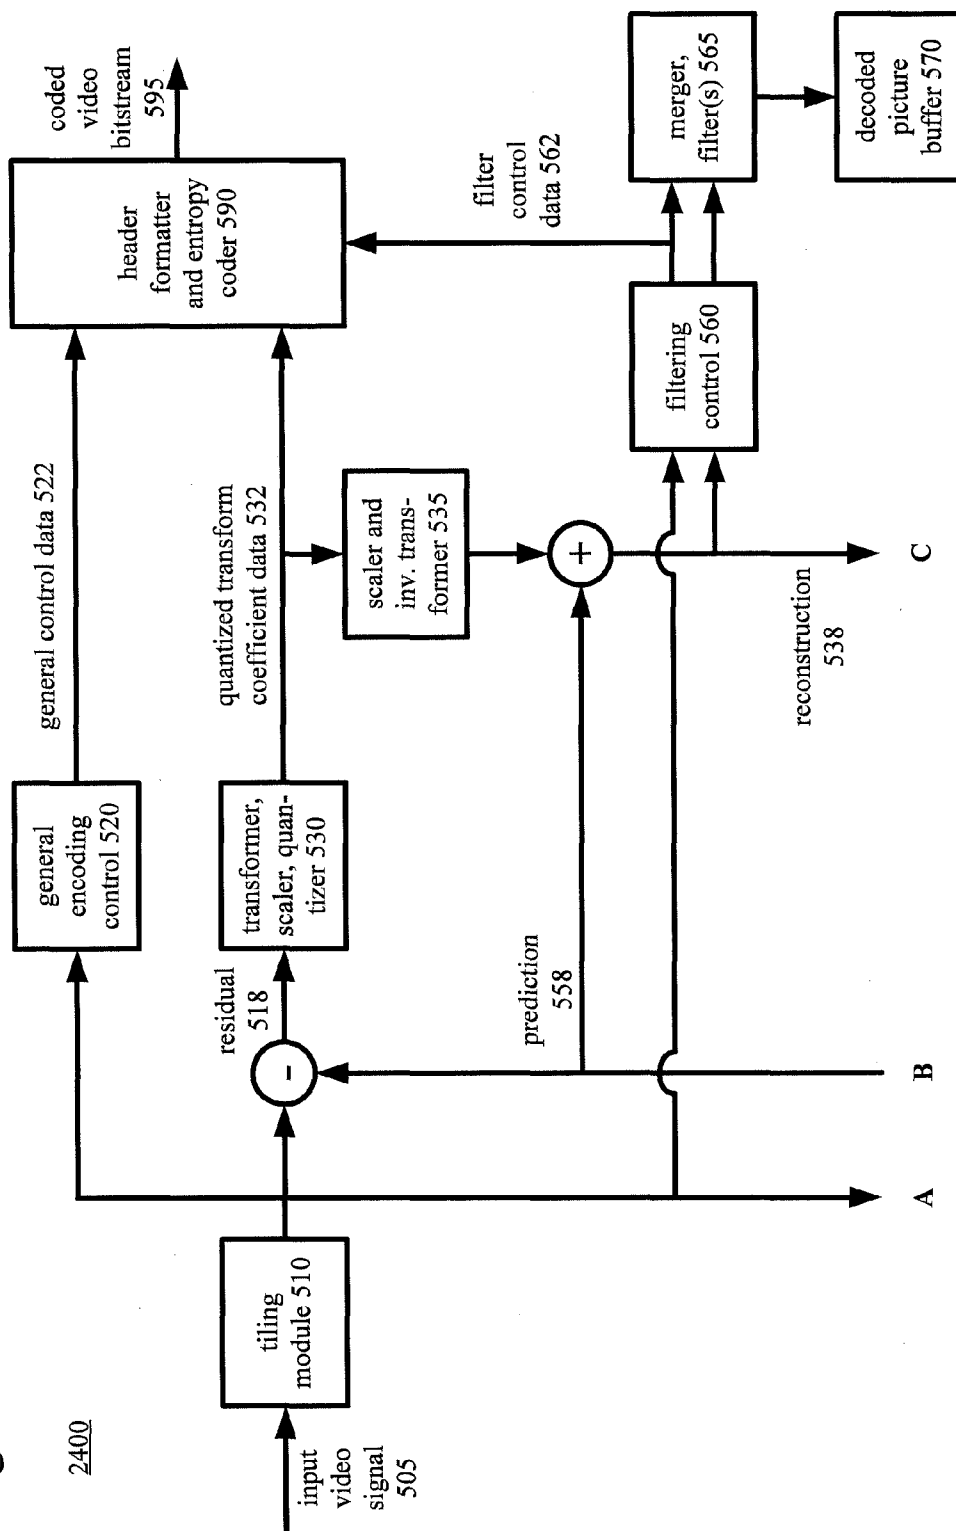 2400
input
video
signal
505
tiling
module 510
general
encoding
control 520
general control data 522
residual
518
transformer,
scaler, quan-
tizer 530
quantized transform
coefficient data 532
header
formatter
and entropy
coder 590
coded
video
bitstream
595
scaler and
inv. trans-
former 535
prediction
558
reconstruction
538
filtering
control 560
filter
control
data 562
merger,
filter(s) 565
decoded
picture
buffer 570
-
+
A
B
C